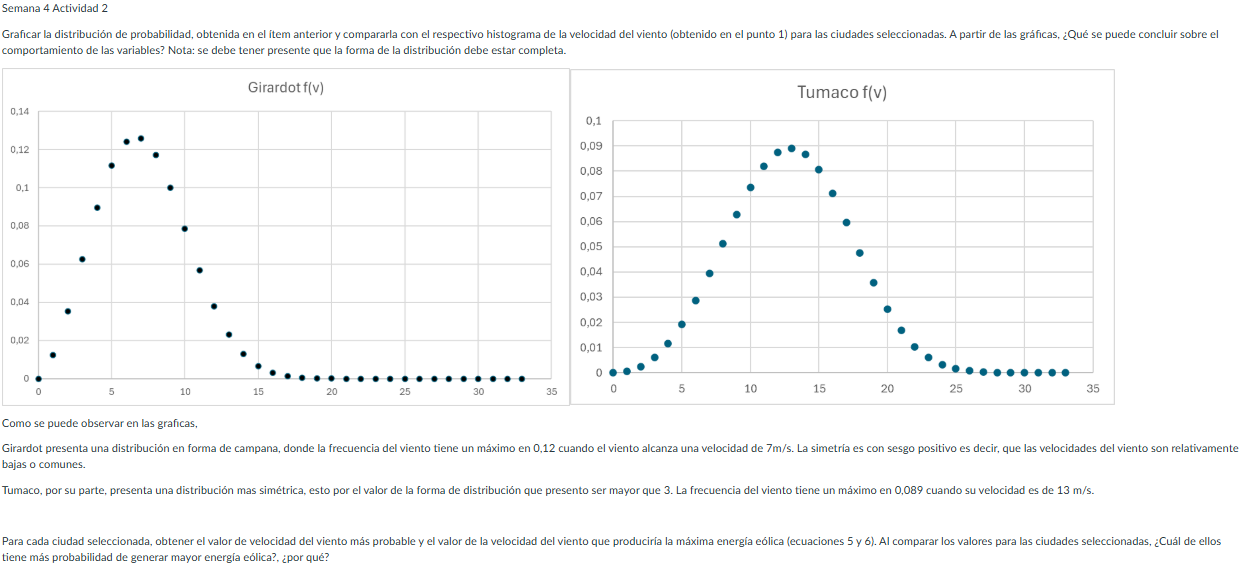 Semana 4 Actividad 2
Graficar la distribución de probabilidad, obtenida en el ítem anterior y compararla con el respectivo histograma de la velocidad del viento (obtenido en el punto 1) para las ciudades seleccionadas. A partir de las gráficas, ¿Qué se puede concluir sobre el
comportamiento de las variables? Nota: se debe tener presente que la forma de la distribución debe estar completa.
Girardot f(v)
0,14
0,12
0,1
0,08
0,06
0,04
0,02
0
0 5 10 15 20 25 30 35
Tumaco f(v)
0,1
0,09
0,08
0,07
0,06
0,05
0,04
0,03
0,02
0,01
0
0 5 10 15 20 25 30 35
Como se puede observar en las graficas,
Girardot presenta una distribución en forma de campana, donde la frecuencia del viento tiene un máximo en 0,12 cuando el viento alcanza una velocidad de 7m/s. La simetría es con sesgo positivo es decir, que las velocidades del viento son relativamente
bajas o comunes.
Tumaco, por su parte, presenta una distribución mas simétrica, esto por el valor de la forma de distribución que presento ser mayor que 3. La frecuencia del viento tiene un máximo en 0,089 cuando su velocidad es de 13 m/s.
Para cada ciudad seleccionada, obtener el valor de velocidad del viento más probable y el valor de la velocidad del viento que produciría la máxima energía eólica (ecuaciones 5 y 6). Al comparar los valores para las ciudades seleccionadas, ¿Cuál de ellos
tiene más probabilidad de generar mayor energía eólica?, ¿por qué?